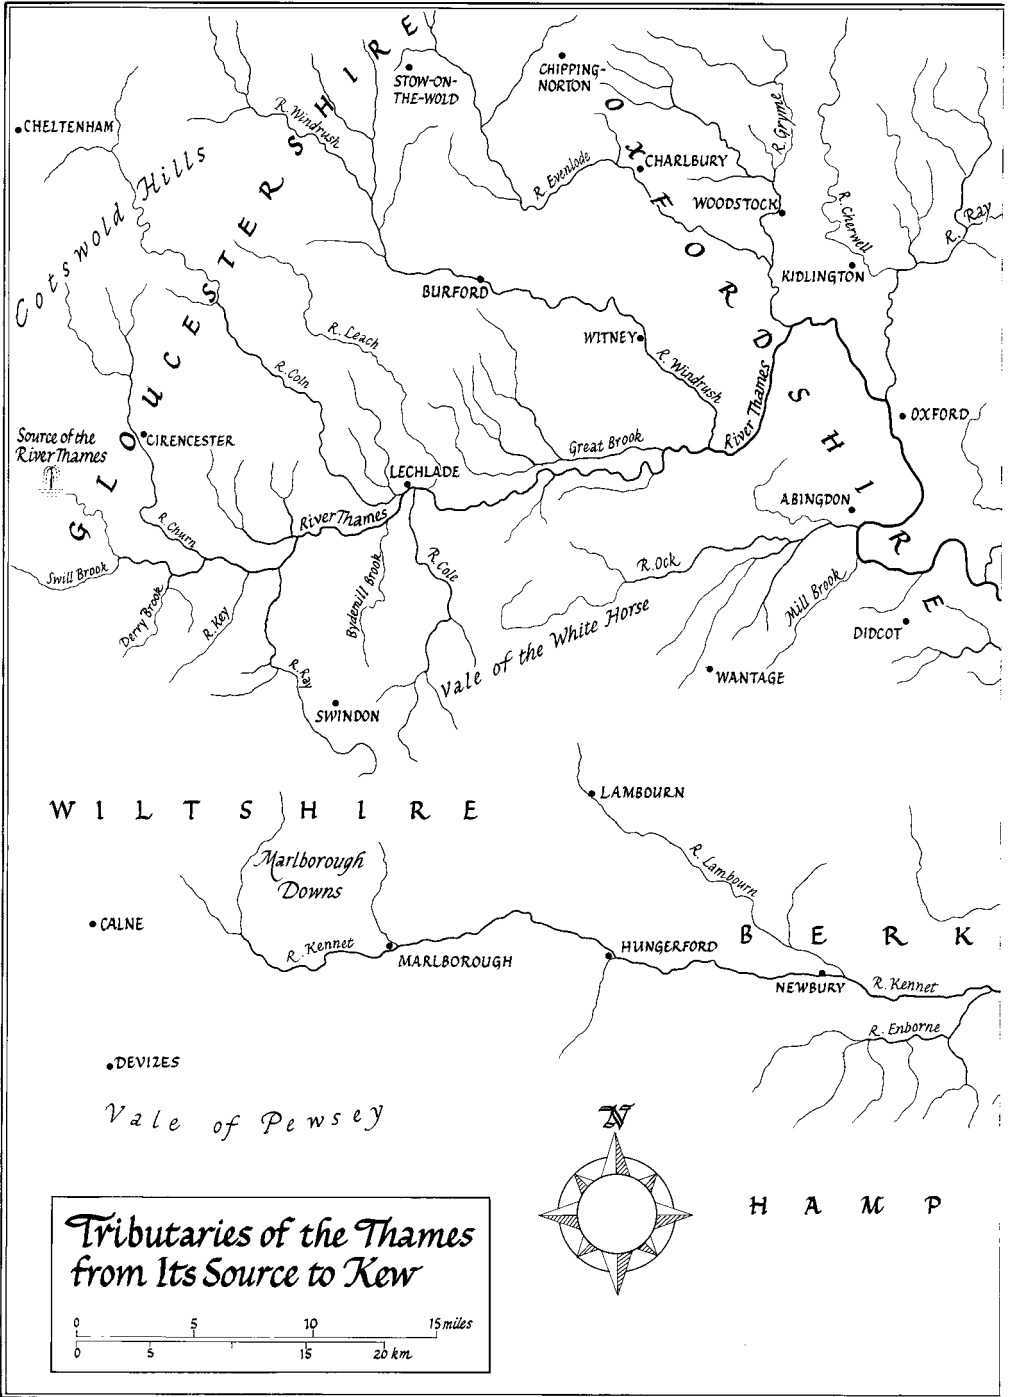 GLOUCESTERSHIRE
OXFORDSHIRE
STOW-ON-
THE-WOLD
CHIPPING-
NORTON
CHELTENHAM
R. Windrush
R. Glyme
Cotswold Hills
R. Evenlode
CHARLBURY
WOODSTOCK
R. Cherwell
R. Ray
KIDLINGTON
BURFORD
R. Leach
WITNEY
R. Windrush
R. Coln
River Thames
OXFORD
Source of the
River Thames
CIRENCESTER
Great Brook
LECHLADE
ABINGDON
R. Churn
River Thames
Swill Brook
Derry Brook
R. Key
Bydemill Brook
R. Cole
R. Ock
Mill Brook
Vale of the White Horse
DIDCOT
R. Ray
WANTAGE
SWINDON
WILTSHIRE
LAMBOURN
Marlborough
Downs
R. Lambourn
CALNE
R. Kennet
MARLBOROUGH
HUNGERFORD
BERK
NEWBURY
R. Kennet
R. Enborne
DEVIZES
Vale of Pewsey
N
HAMP
Tributaries of the Thames
from Its Source to Kew
0 5 10 15 miles
0 5 15 20 km